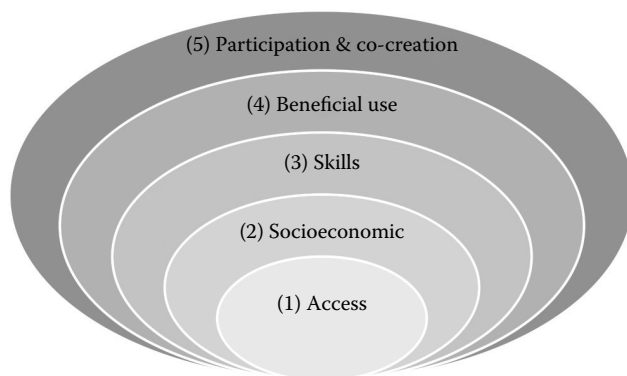 (5) Participation & co-creation
(4) Beneficial use
(3) Skills
(2) Socioeconomic
(1) Access